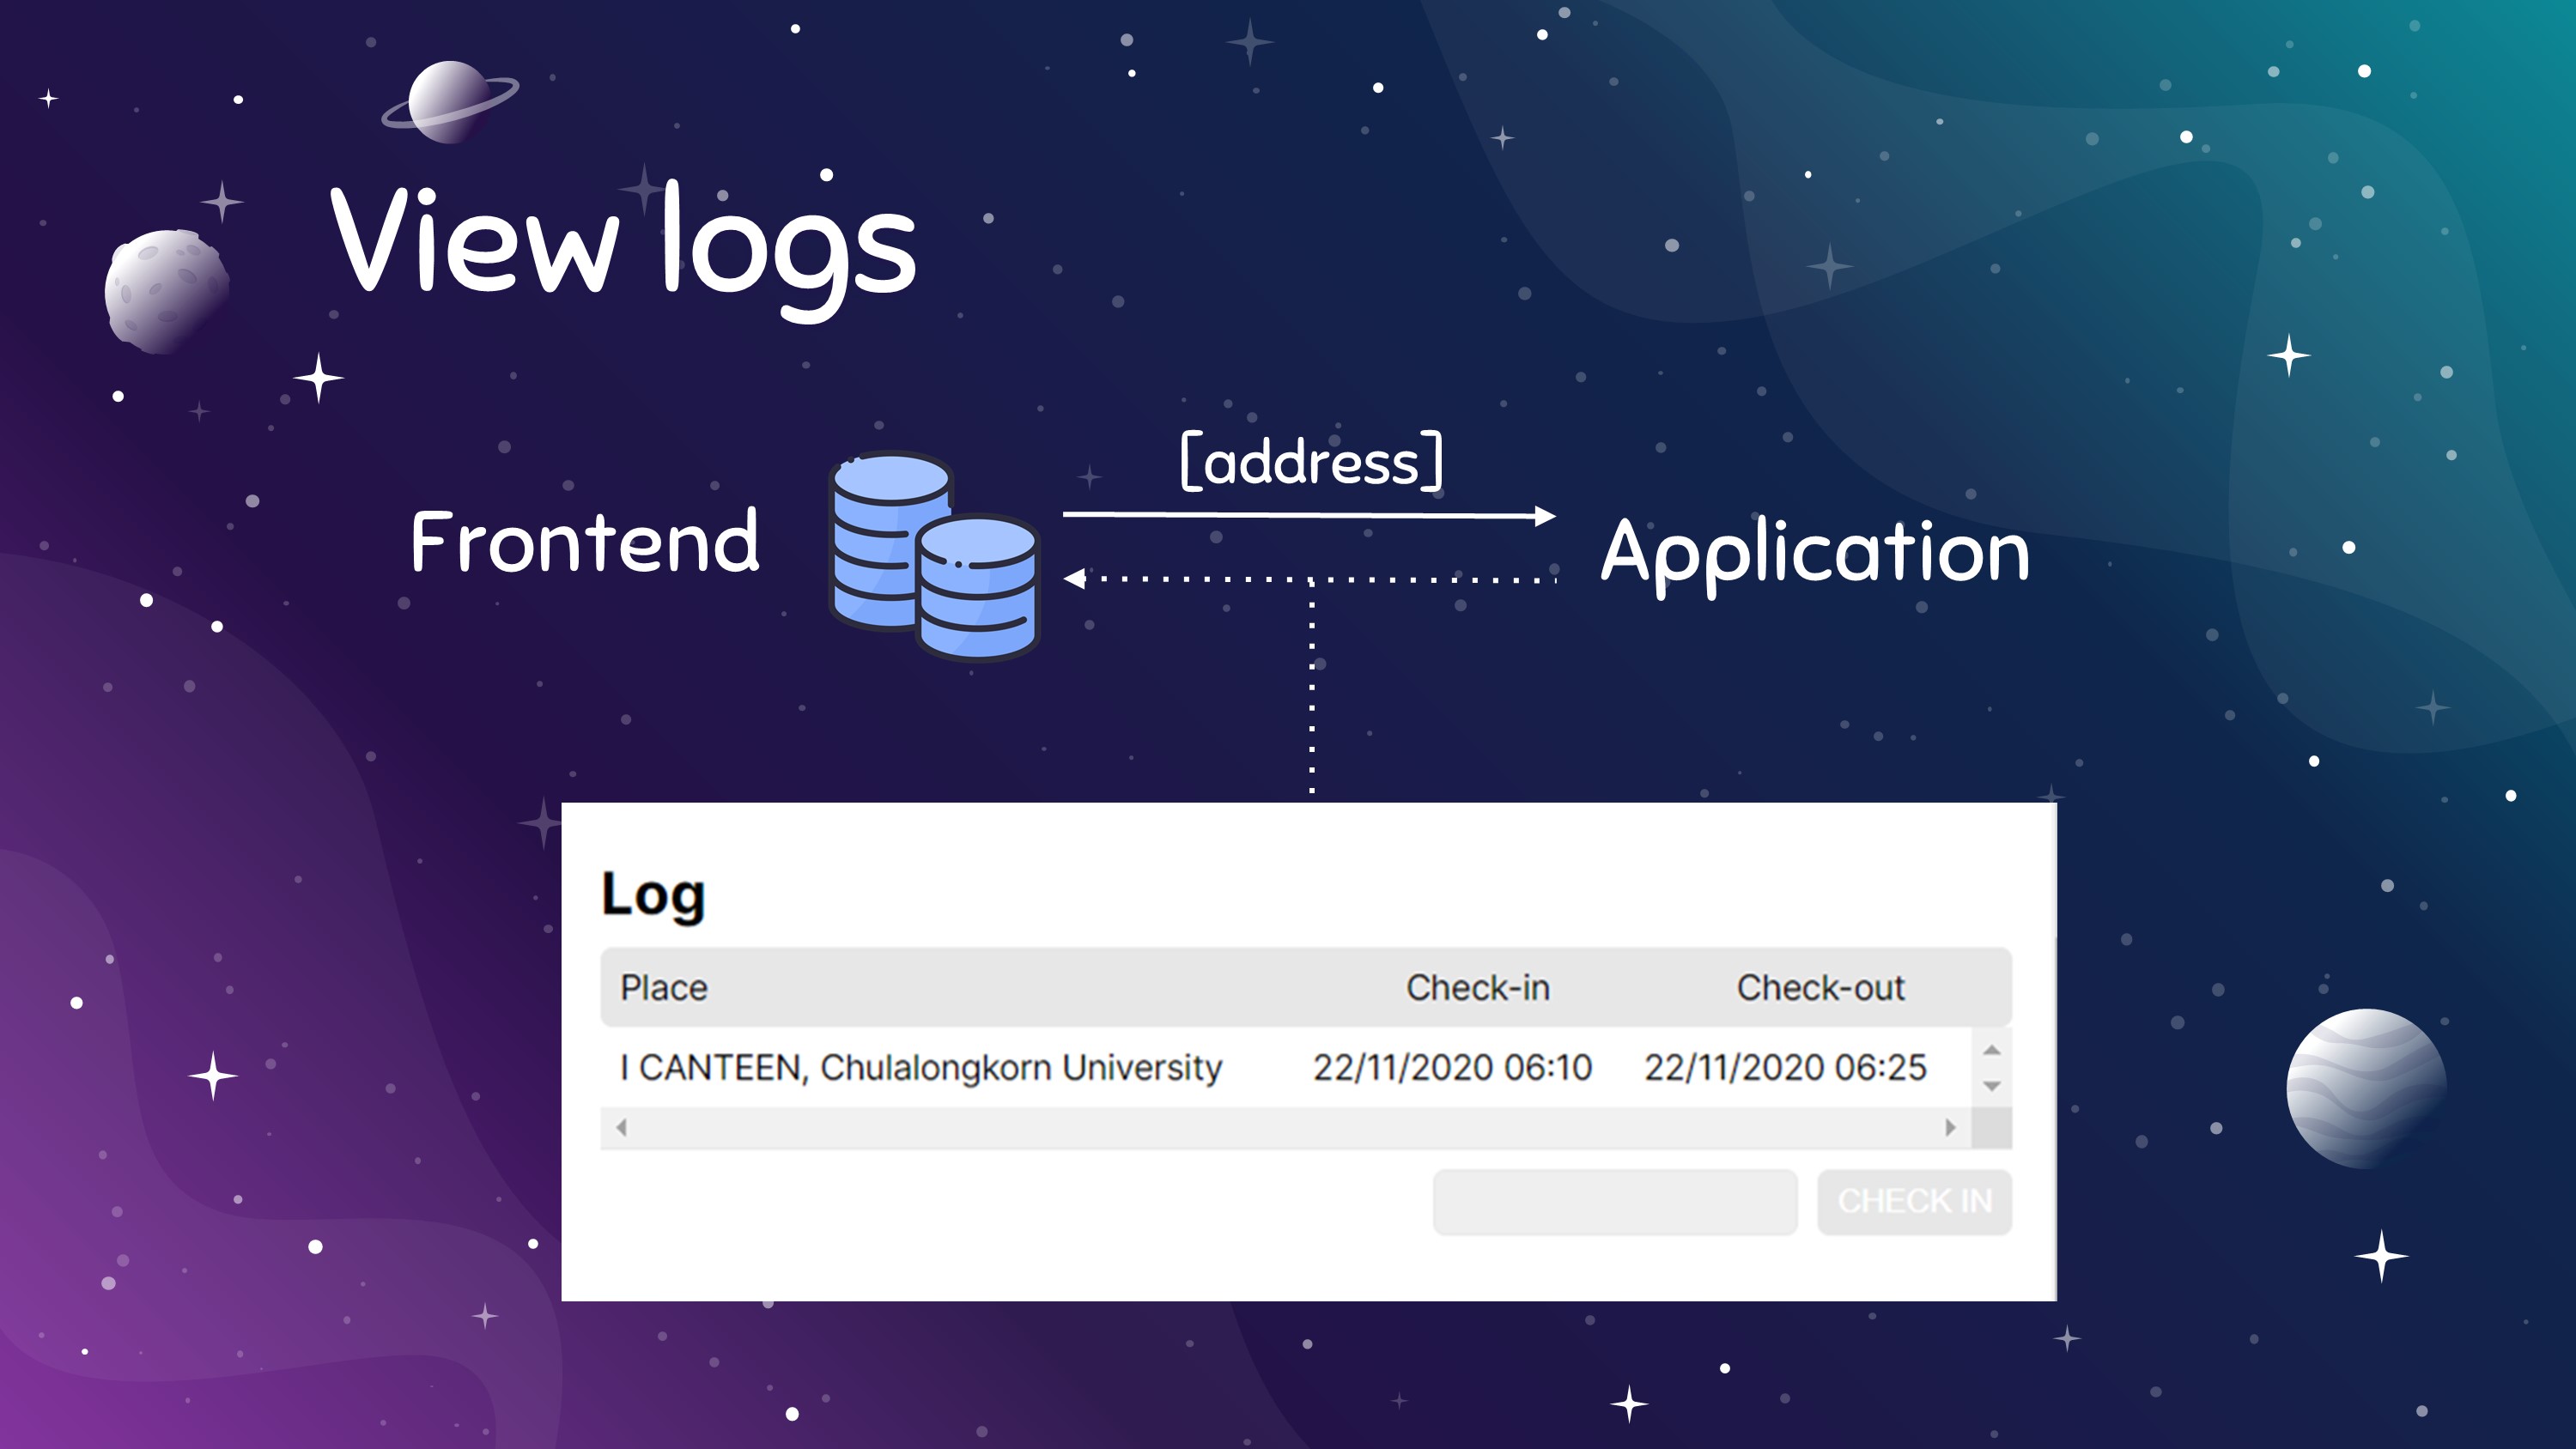 View logs
[address]
Frontend
Application
Log
Place Check-in Check-out
I CANTEEN, Chulalongkorn University 22/11/2020 06:10 22/11/2020 06:25
CHECK IN